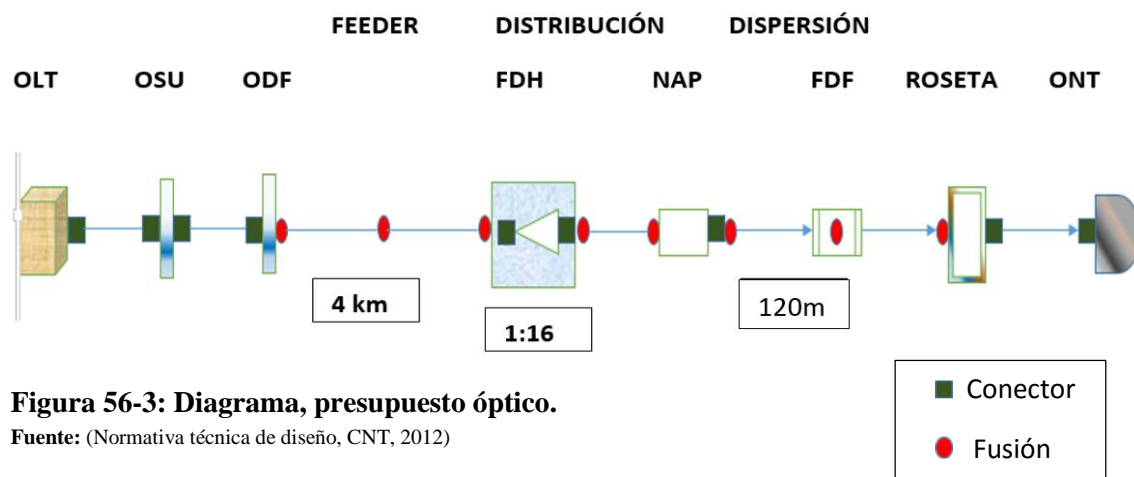 FEEDER DISTRIBUCIÓN DISPERSIÓN
OLT OSU ODF FDH NAP FDF ROSETA ONT
4 km
1:16
120m
Figura 56-3: Diagrama, presupuesto óptico.
Fuente: (Normativa técnica de diseño, CNT, 2012)
Conector
Fusión